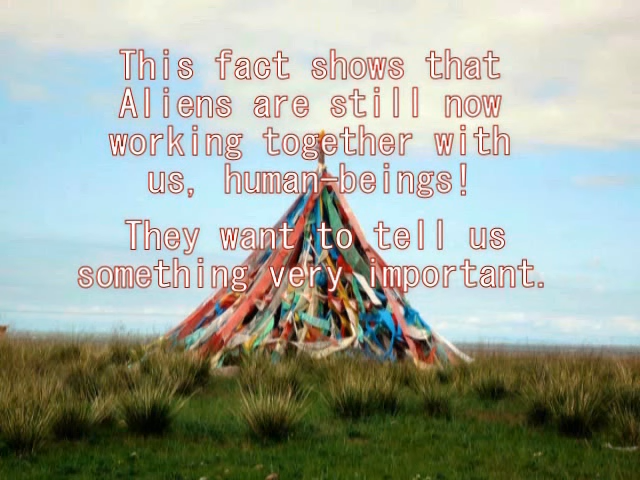 This fact shows that
Aliens are still now
working together with
us, human-beings!
They want to tell us
something very important.